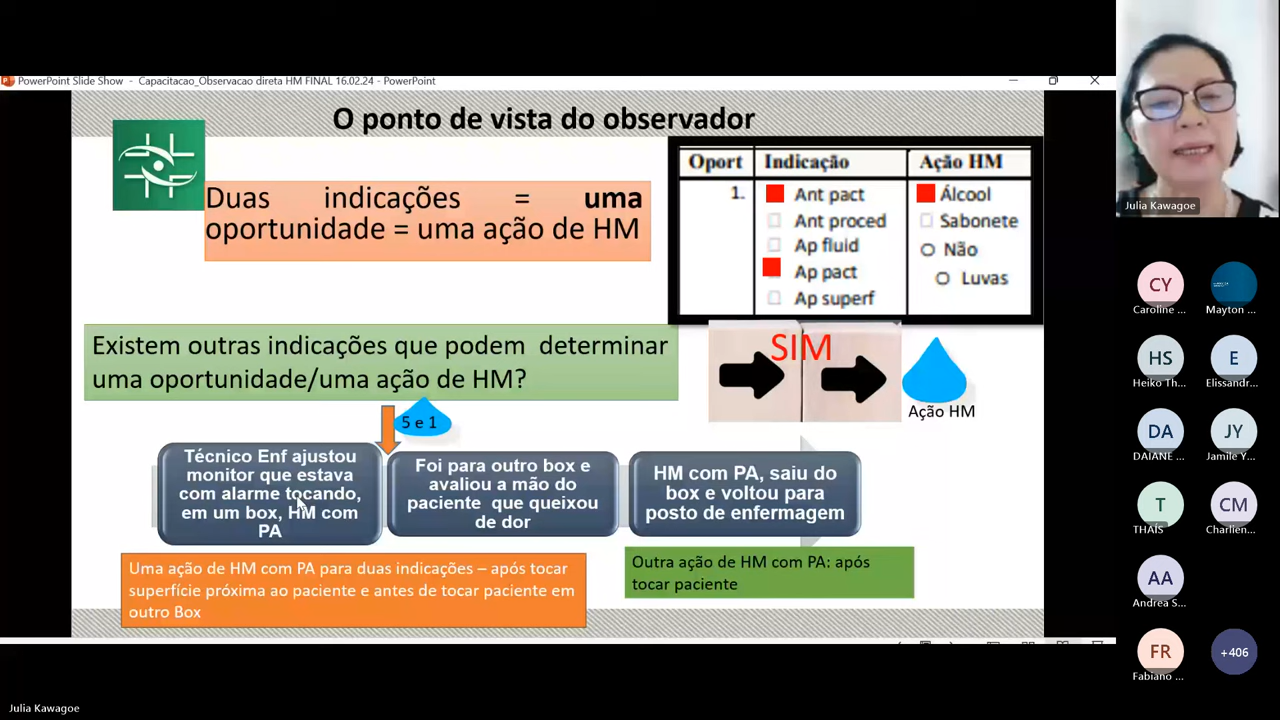 PowerPoint Slide Show - Capacitacao_Observacao direta HM FINAL 16.02.24 - PowerPoint
O ponto de vista do observador
Duas indicações = uma
oportunidade = uma ação de HM
Oport Indicação Ação HM
1. Ant pact Álcool
Ant proced Sabonete
Ap fluid Não
Ap pact Luvas
Ap superf
Existem outras indicações que podem determinar
uma oportunidade/uma ação de HM?
SIM
Ação HM
5 e 1
Técnico Enf ajustou
monitor que estava
com alarme tocando,
em um box, HM com
PA
Foi para outro box e
avaliou a mão do
paciente que queixou
de dor
HM com PA, saiu do
box e voltou para
posto de enfermagem
Uma ação de HM com PA para duas indicações – após tocar
superfície próxima ao paciente e antes de tocar paciente em
outro Box
Outra ação de HM com PA: após
tocar paciente
Julia Kawagoe
CY
Caroline ...
Mayton ...
HS
Heiko Th...
E
Elissandr...
DA
DAIANE ...
JY
Jamile Y...
T
THAÍS
CM
Charlien...
AA
Andrea S...
FR
Fabiano ...
+406
Julia Kawagoe